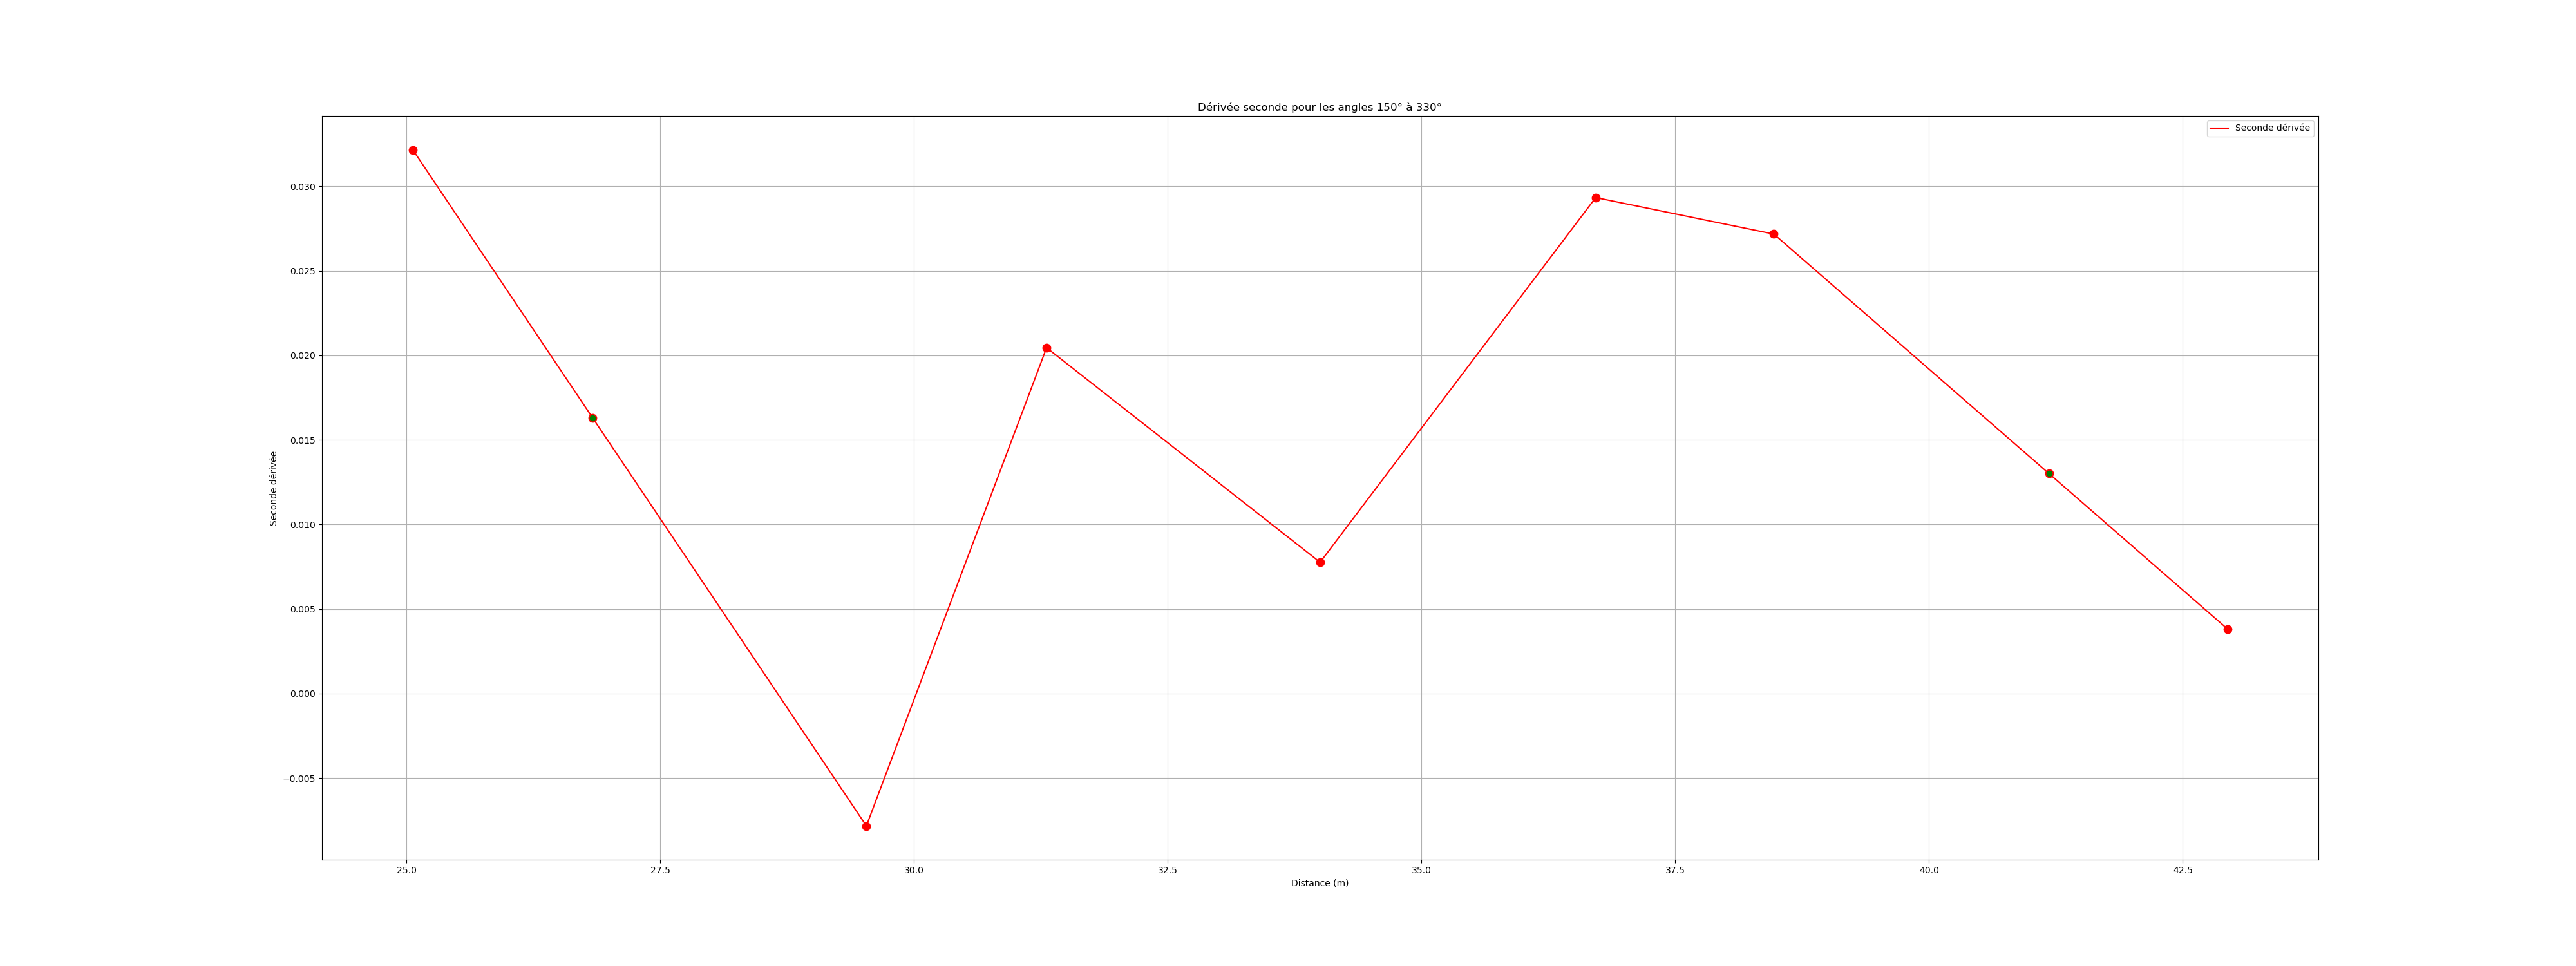 Dérivée seconde pour les angles 150° à 330°
Seconde dérivée
0.030
0.025
0.020
0.015
0.010
0.005
0.000
−0.005
Seconde dérivée
25.0 27.5 30.0 32.5 35.0 37.5 40.0 42.5
Distance (m)